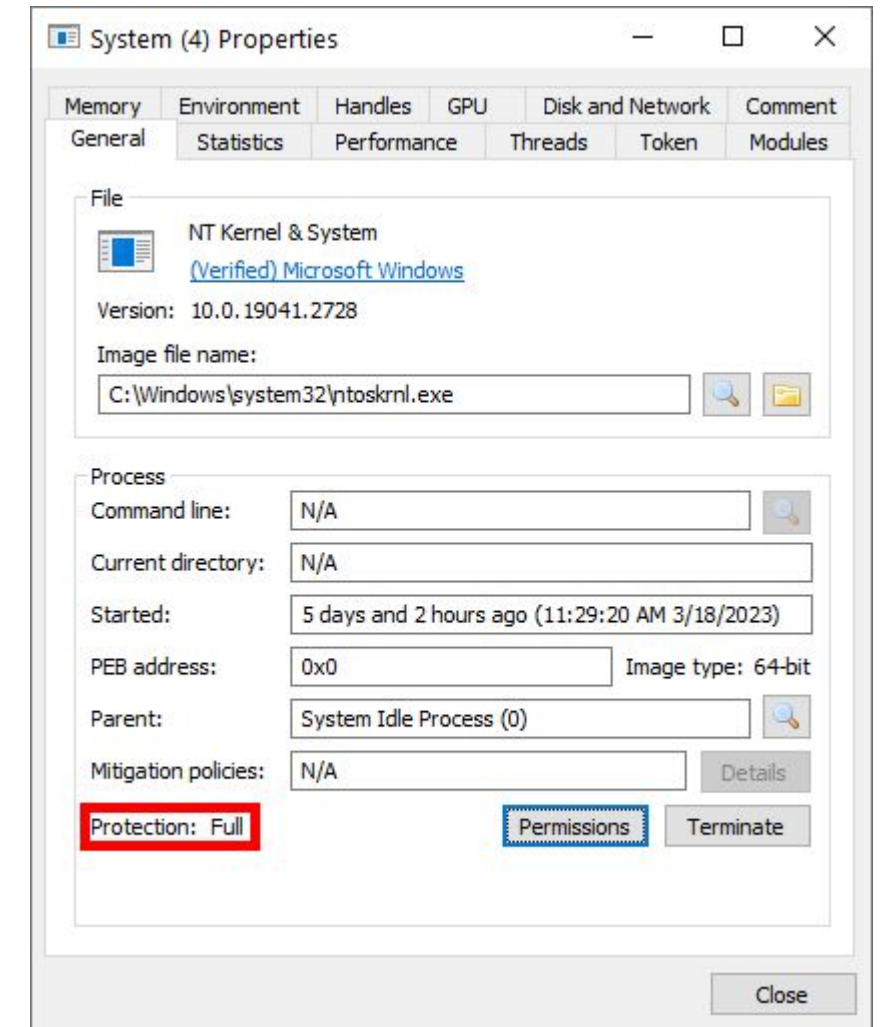 System (4) Properties
Memory Environment Handles GPU Disk and Network Comment
General Statistics Performance Threads Token Modules
File
NT Kernel & System
(Verified) Microsoft Windows
Version: 10.0.19041.2728
Image file name:
C:\Windows\system32\ntoskrnl.exe
Process
Command line: N/A
Current directory: N/A
Started: 5 days and 2 hours ago (11:29:20 AM 3/18/2023)
PEB address: 0x0 Image type: 64-bit
Parent: System Idle Process (0)
Mitigation policies: N/A Details
Protection: Full Permissions Terminate
Close